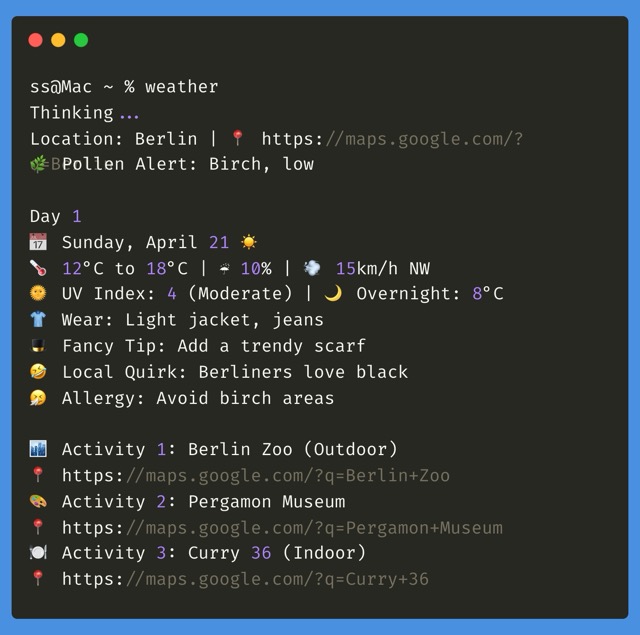 ss@Mac ~ % weather
Thinking...
Location: Berlin | 📍 https://maps.google.com/?
🌿 Pollen Alert: Birch, low
Day 1
📅 Sunday, April 21 ☀️
🌡️ 12°C to 18°C | ☔ 10% | 💨 15km/h NW
🌞 UV Index: 4 (Moderate) | 🌙 Overnight: 8°C
👕 Wear: Light jacket, jeans
🎩 Fancy Tip: Add a trendy scarf
🤣 Local Quirk: Berliners love black
🤧 Allergy: Avoid birch areas
🏙️ Activity 1: Berlin Zoo (Outdoor)
📍 https://maps.google.com/?q=Berlin+Zoo
🎨 Activity 2: Pergamon Museum
📍 https://maps.google.com/?q=Pergamon+Museum
🍽️ Activity 3: Curry 36 (Indoor)
📍 https://maps.google.com/?q=Curry+36